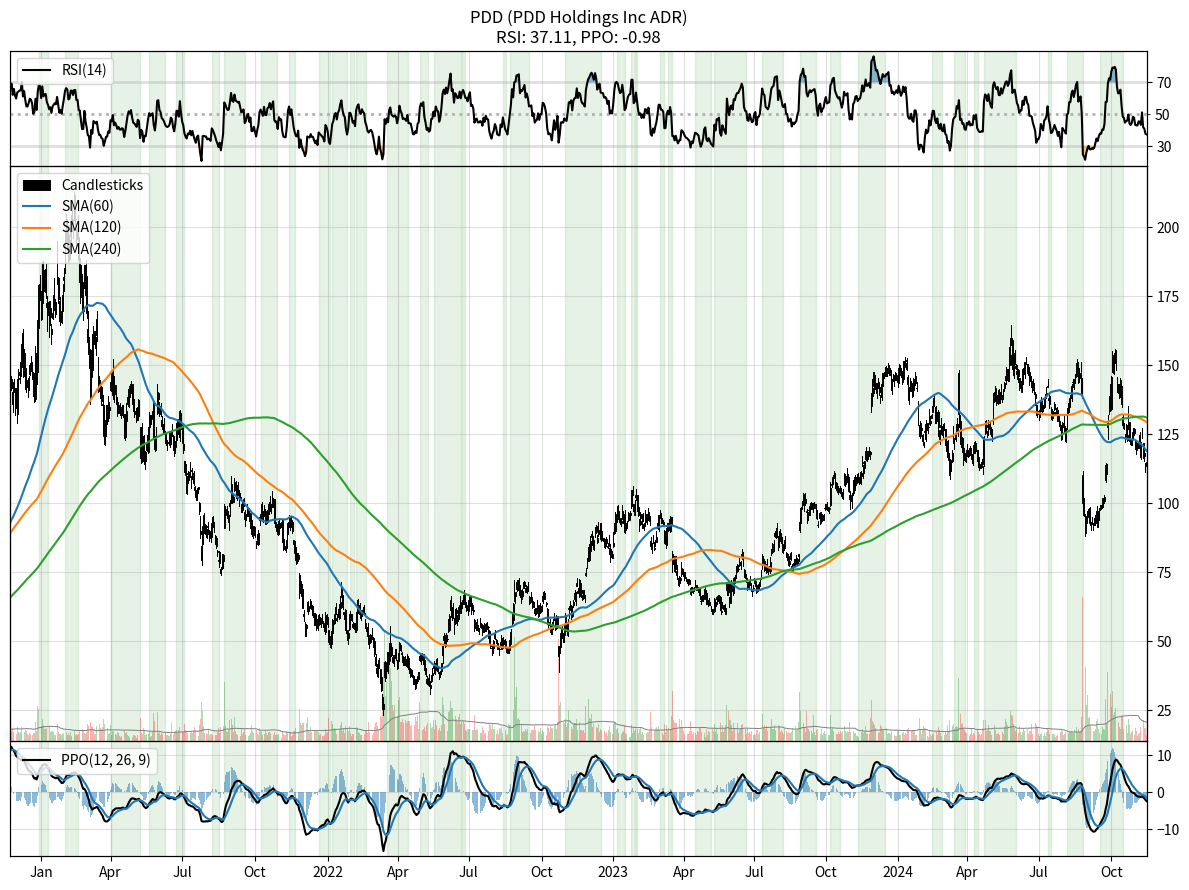 PDD (PDD Holdings Inc ADR)
RSI: 37.11, PPO: -0.98
RSI(14)
70
50
30
Candlesticks
SMA(60)
SMA(120)
SMA(240)
200
175
150
125
100
75
50
25
PPO(12, 26, 9)
10
0
−10
Jan Apr Jul Oct 2022 Apr Jul Oct 2023 Apr Jul Oct 2024 Apr Jul Oct